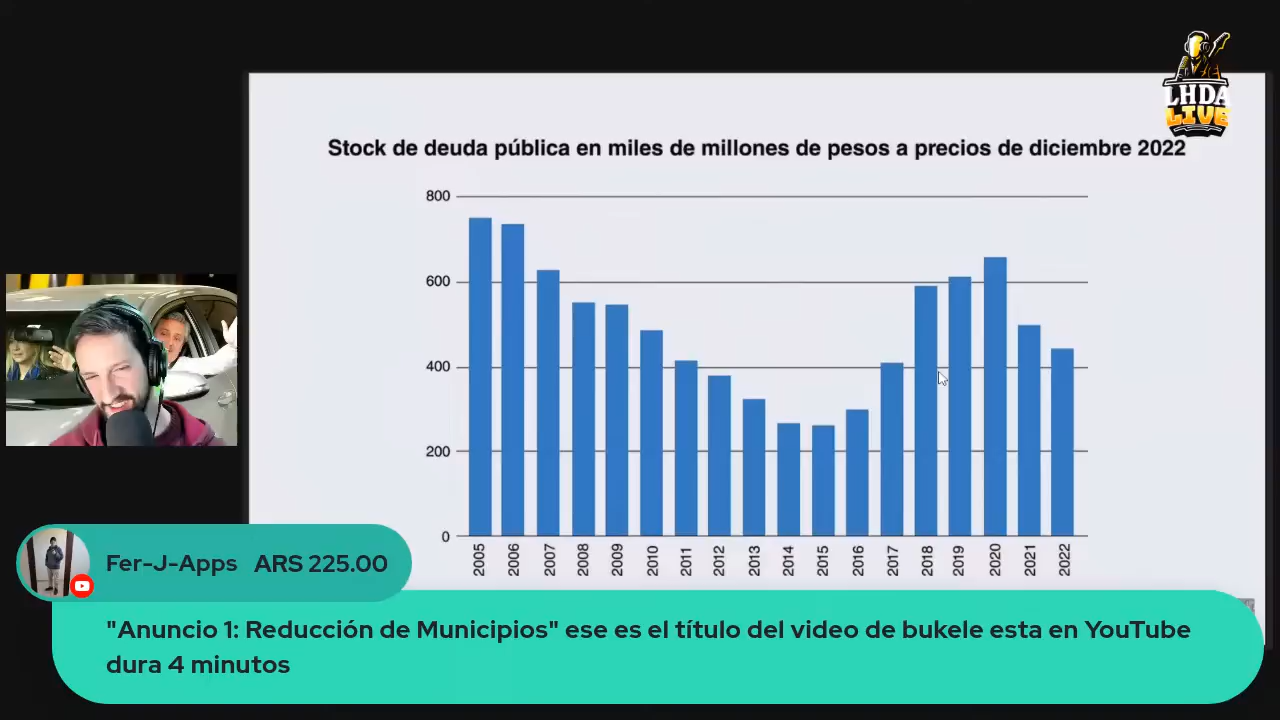 LHDA
LIVE
Stock de deuda pública en miles de millones de pesos a precios de diciembre 2022
800
600
400
200
0
2005 2006 2007 2008 2009 2010 2011 2012 2013 2014 2015 2016 2017 2018 2019 2020 2021 2022
Fer-J-Apps ARS 225.00
"Anuncio 1: Reducción de Municipios" ese es el título del video de bukele esta en YouTube
dura 4 minutos